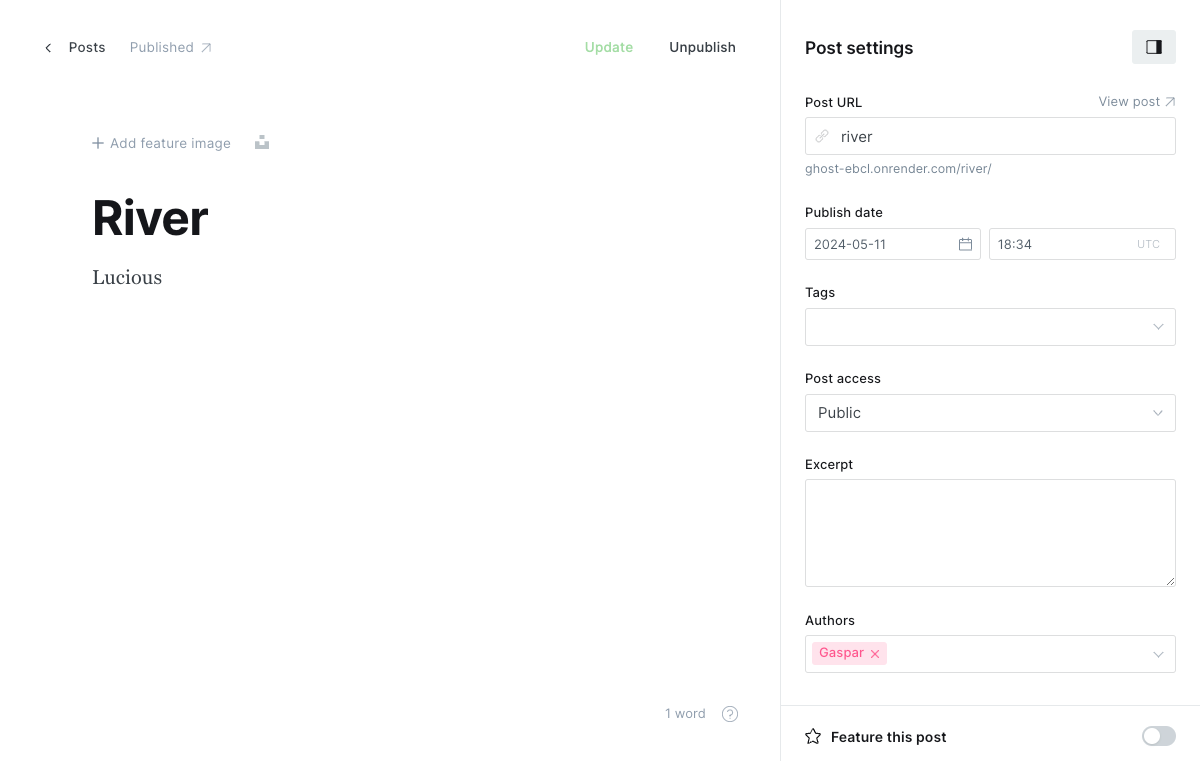 Posts
Published
Update
Unpublish
Add feature image
River
Lucious
1 word
?
Post settings
Post URL
View post
river
ghost-ebcl.onrender.com/river/
Publish date
2024-05-11
18:34
UTC
Tags
Post access
Public
Excerpt
Authors
Gaspar
Feature this post